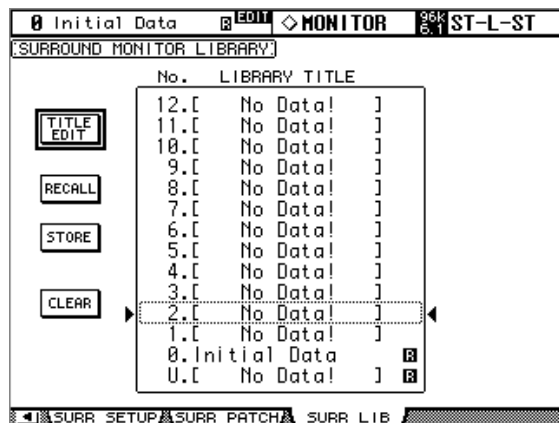 0 Initial Data R EDIT ◇MONITOR 96k 6.1 ST-L-ST
[SURROUND MONITOR LIBRARY]
No. LIBRARY TITLE
12.[ No Data! ]
TITLE EDIT
11.[ No Data! ]
10.[ No Data! ]
9.[ No Data! ]
RECALL
8.[ No Data! ]
7.[ No Data! ]
6.[ No Data! ]
STORE
5.[ No Data! ]
4.[ No Data! ]
3.[ No Data! ]
CLEAR
2.[ No Data! ]
1.[ No Data! ]
0.Initial Data R
U.[ No Data! ] R
SURR SETUP SURR PATCH SURR LIB